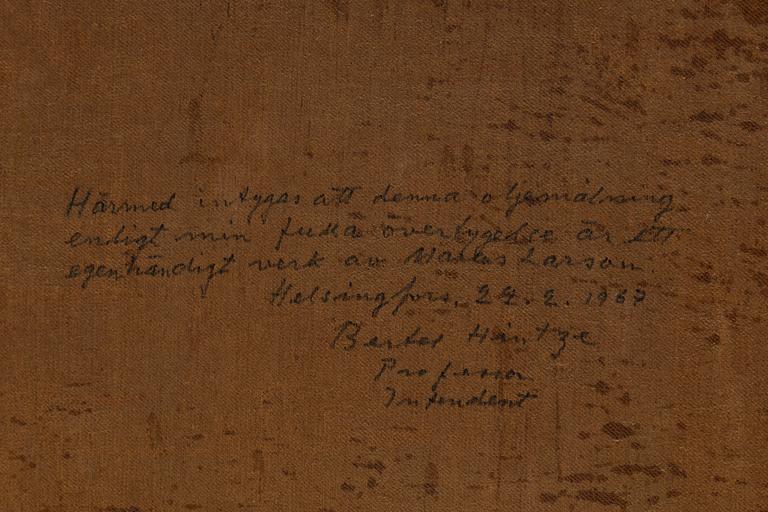 Härmed intygas att denna oljemålning
enligt min fulla övertygelse är ett
egenhändigt verk av Marcus Larson.
Helsingfors, 24.2.1967
Bertel Hintze
Professor
Intendent